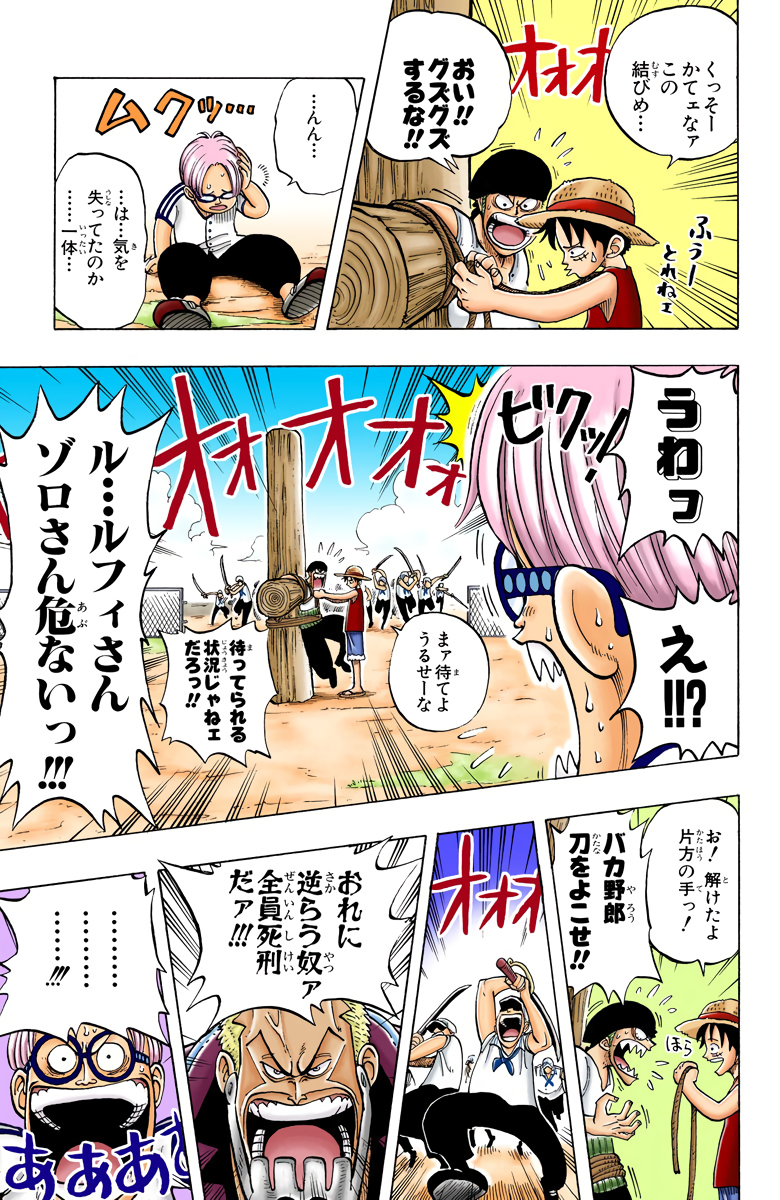 くっそー
かてェなァ
この
結びめ…
オオオ
おい!!
グズグズ
するな!!
ふぅー
とれねェ
…んん…
ムクッ…
…は……気を
失ってたのか
……一体…
うわっ
え!!?
ビクッ!
オオオオオ
まァ待てよ
うるせーな
待ってられる
状況じゃねェ
だろっ!!
ル…ルフィさん
ゾロさん危ないっ!!!
お!解けたよ
片方の手っ!
バカ野郎
刀をよこせ!!
ほら
オオオ
おれに
逆らう奴ァ
全員死刑
だァ!!!
…………
………!!!
ああああ